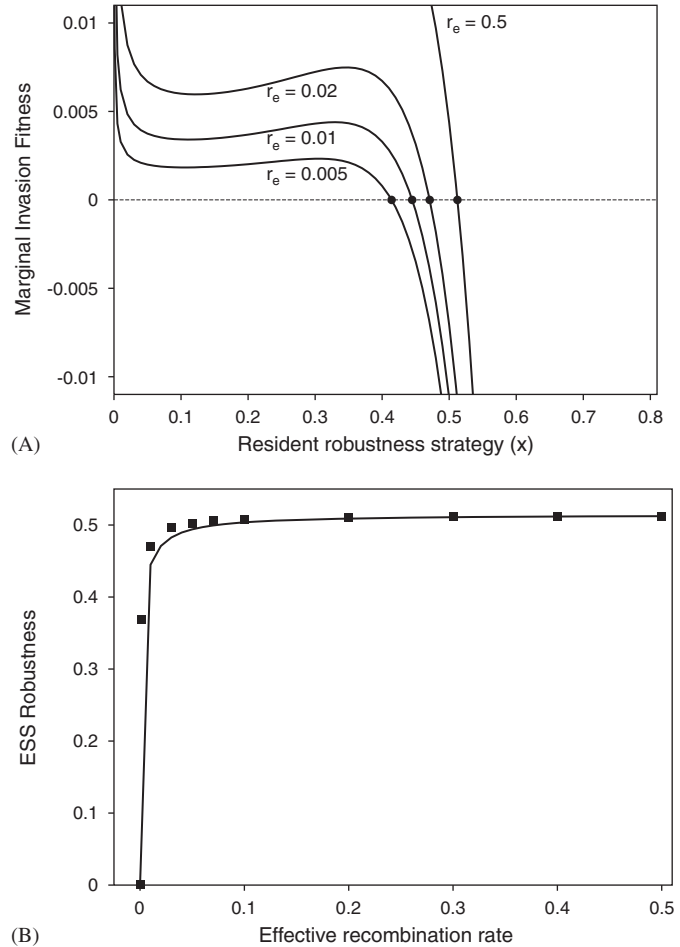 0.01
0.005
0
-0.005
-0.01
Marginal Invasion Fitness
r_e = 0.5
r_e = 0.02
r_e = 0.01
r_e = 0.005
0 0.1 0.2 0.3 0.4 0.5 0.6 0.7 0.8
(A)
Resident robustness strategy (x)
0.5
0.4
0.3
0.2
0.1
0
ESS Robustness
0 0.1 0.2 0.3 0.4 0.5
(B)
Effective recombination rate